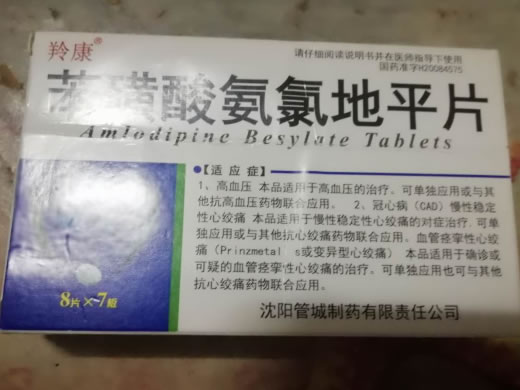 羚康®
请仔细阅读说明书并在医师指导下使用
国药准字H20084575
苯磺酸氨氯地平片
Amlodipine Besylate Tablets
●【适应症】
1、高血压 本品适用于高血压的治疗。可单独应用或与其
他抗高血压药物联合应用。 2、冠心病（CAD）慢性稳定
性心绞痛 本品适用于慢性稳定性心绞痛的对症治疗.可单
独应用或与其他抗心绞痛药物联合应用。血管痉挛性心绞
痛（Prinzmetal s或变异型心绞痛） 本品适用于确诊或
可疑的血管痉挛性心绞痛的治疗。可单独应用也可与其他
抗心绞痛药物联合应用。
8片×7板
沈阳管城制药有限责任公司